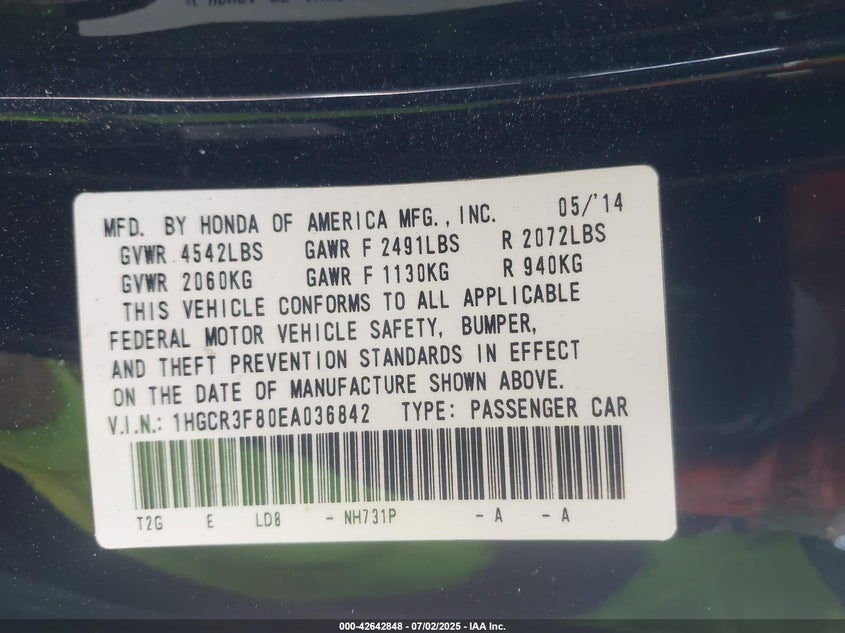 MFD. BY HONDA OF AMERICA MFG., INC. 05/'14
GVWR 4542LBS GAWR F 2491LBS R 2072LBS
GVWR 2060KG GAWR F 1130KG R 940KG
THIS VEHICLE CONFORMS TO ALL APPLICABLE
FEDERAL MOTOR VEHICLE SAFETY, BUMPER,
AND THEFT PREVENTION STANDARDS IN EFFECT
ON THE DATE OF MANUFACTURE SHOWN ABOVE.
V.I.N.: 1HGCR3F80EA036842 TYPE: PASSENGER CAR
T2G E LD8 - NH731P - A - A
000-42642848 - 07/02/2025 - IAA Inc.